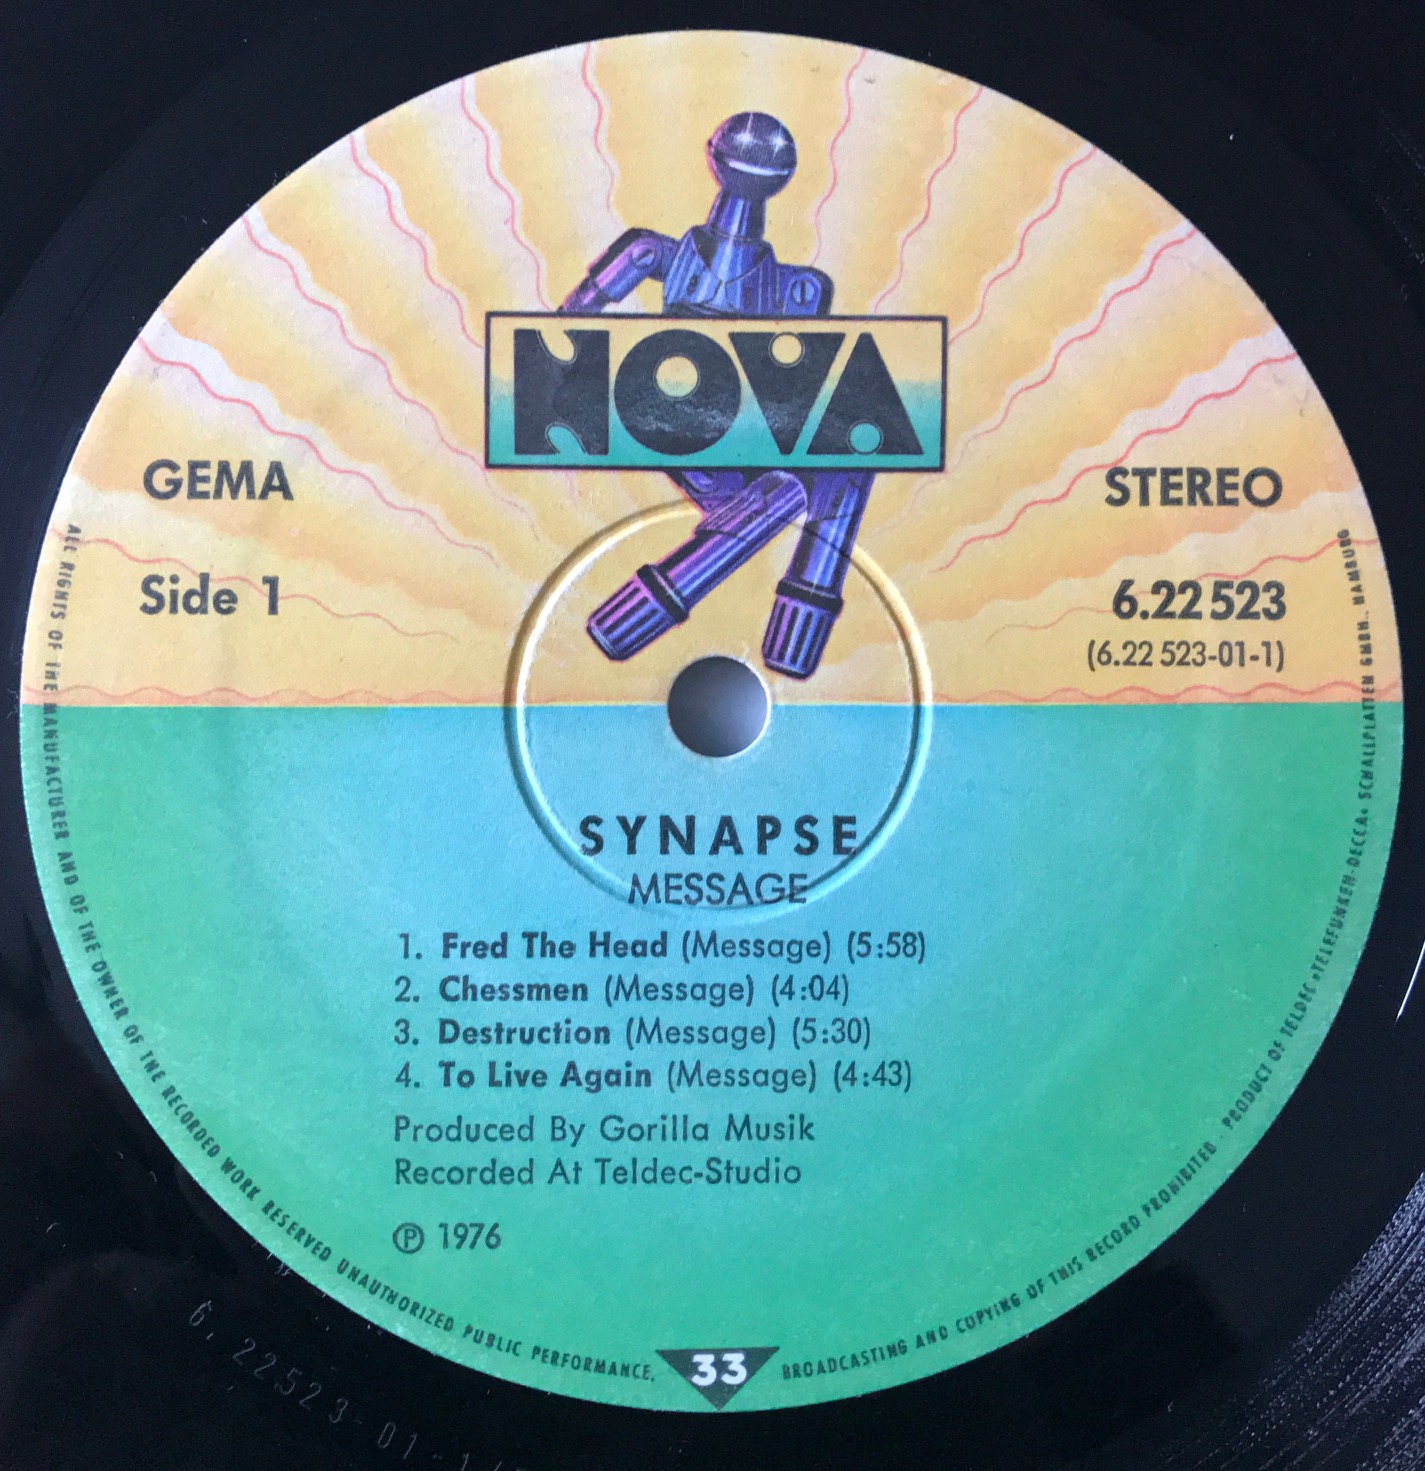 NOVA
GEMA
STEREO
Side 1
6.22 523
(6.22 523-01-1)
SYNAPSE
MESSAGE
1. Fred The Head (Message) (5:58)
2. Chessmen (Message) (4:04)
3. Destruction (Message) (5:30)
4. To Live Again (Message) (4:43)
Produced By Gorilla Musik
Recorded At Teldec-Studio
℗ 1976
ALL RIGHTS OF THE MANUFACTURER AND OF THE OWNER OF THE RECORDED WORK RESERVED UNAUTHORIZED PUBLIC PERFORMANCE,
33
BROADCASTING AND COPYING OF THIS RECORD PROHIBITED · PRODUCT OF TELDEC »TELEFUNKEN-DECCA« SCHALLPLATTEN GMBH., HAMBURG
6.22523-01-1